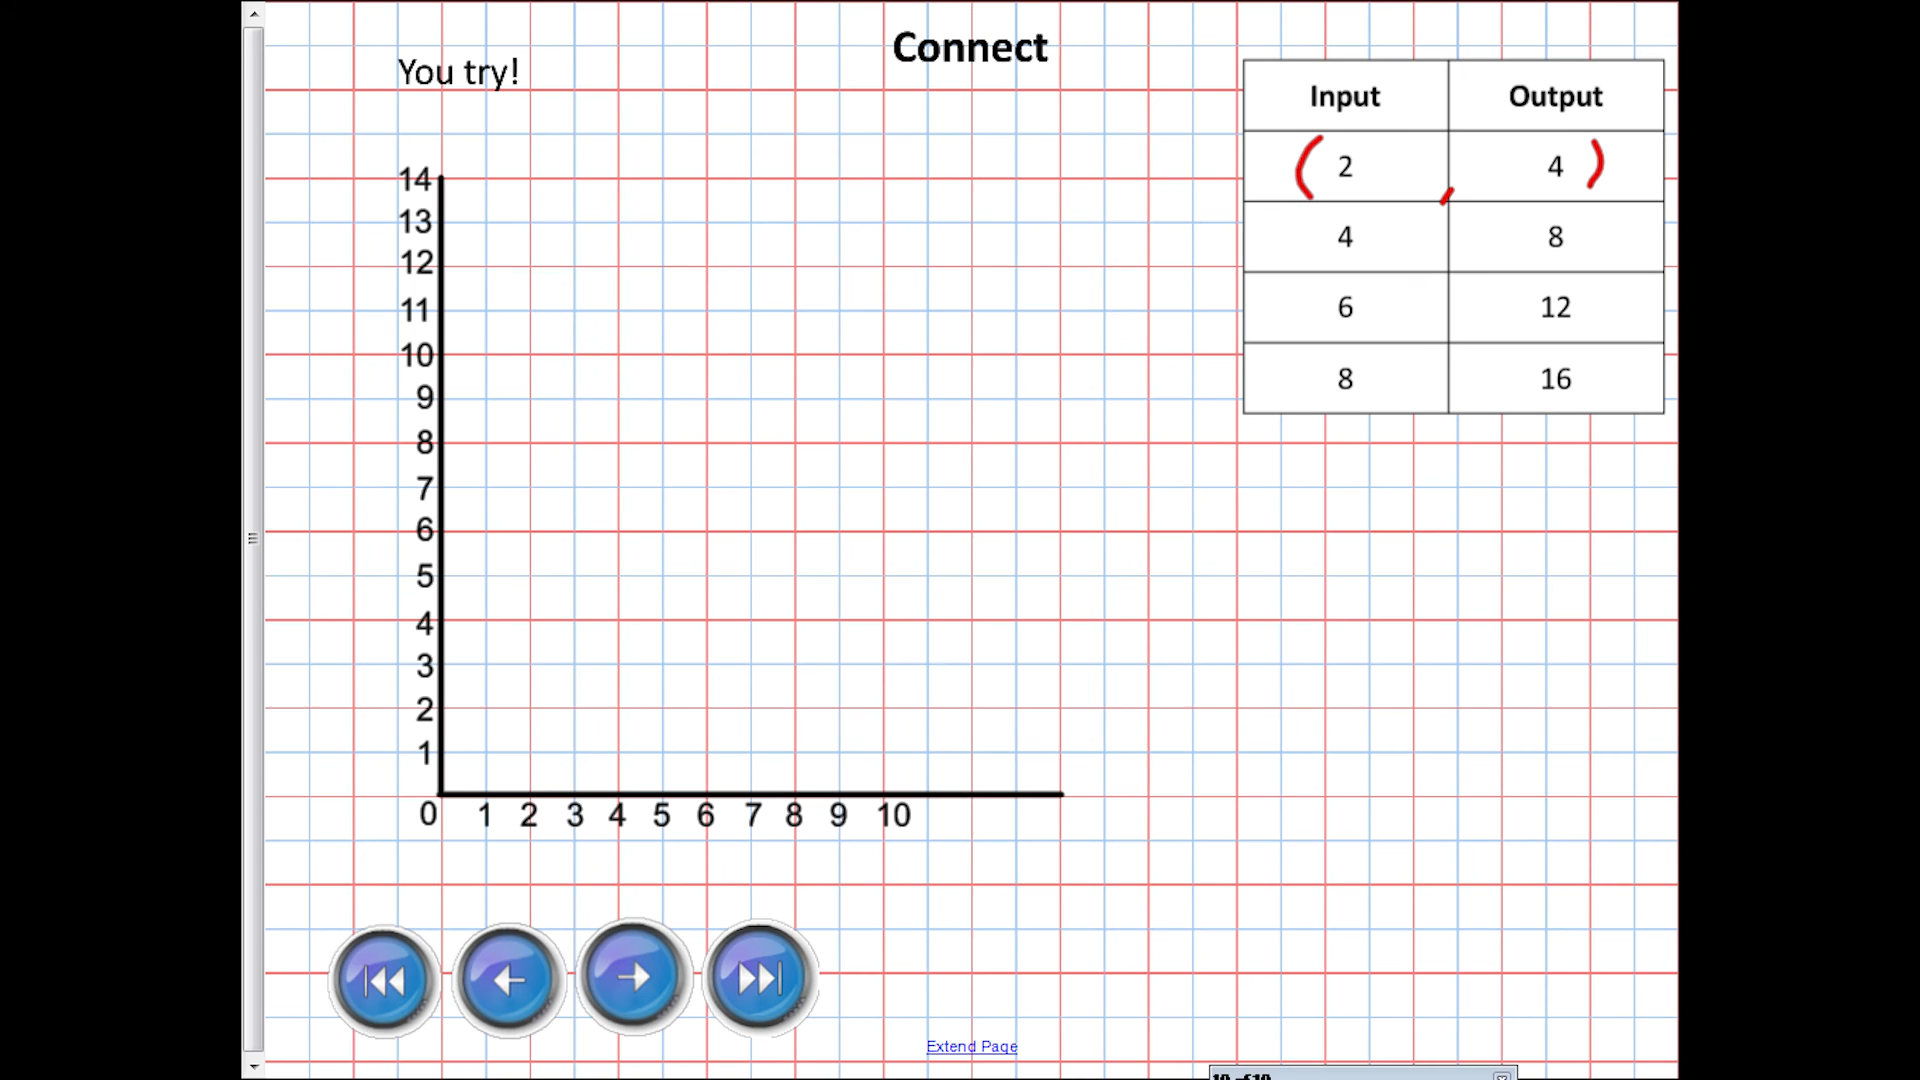 Connect
You try!
Input Output
( 2 , 4 )
4 8
6 12
8 16
14
13
12
11
10
9
8
7
6
5
4
3
2
1
0 1 2 3 4 5 6 7 8 9 10
Extend Page